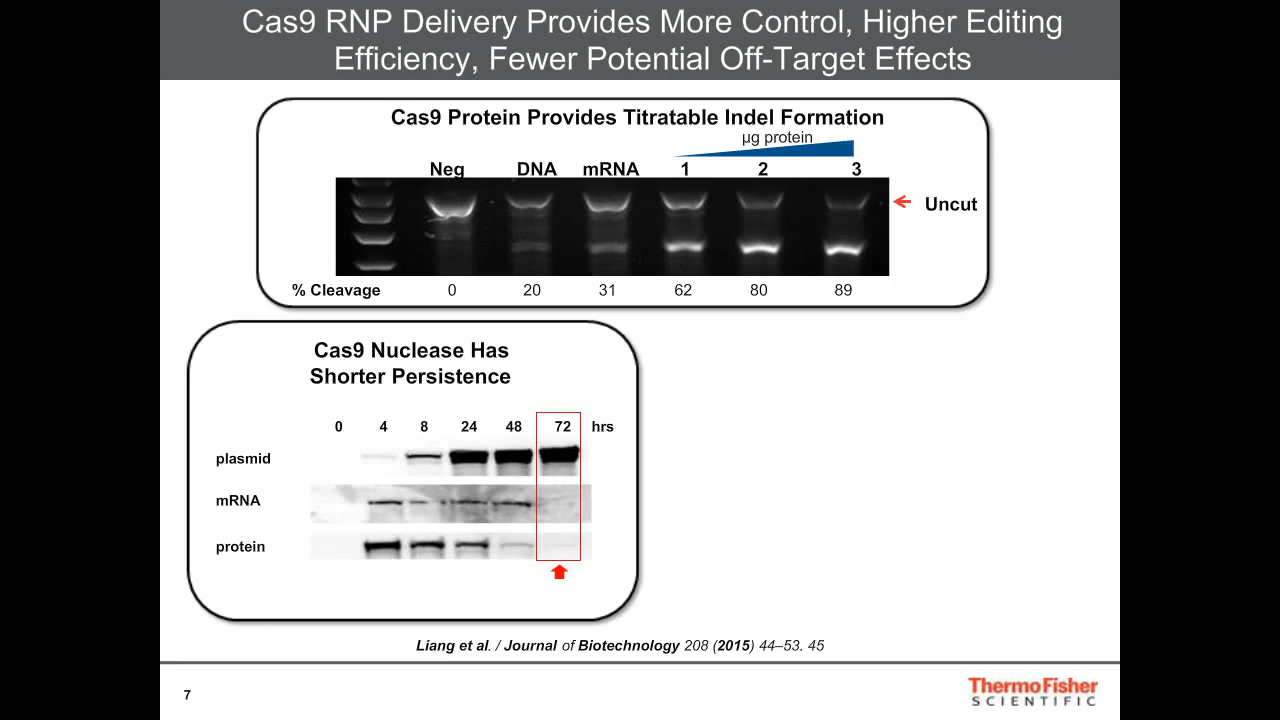 Cas9 RNP Delivery Provides More Control, Higher Editing
Efficiency, Fewer Potential Off-Target Effects
Cas9 Protein Provides Titratable Indel Formation
µg protein
Neg DNA mRNA 1 2 3
Uncut
% Cleavage 0 20 31 62 80 89
Cas9 Nuclease Has
Shorter Persistence
0 4 8 24 48 72 hrs
plasmid
mRNA
protein
Liang et al. / Journal of Biotechnology 208 (2015) 44–53. 45
7
ThermoFisher
SCIENTIFIC